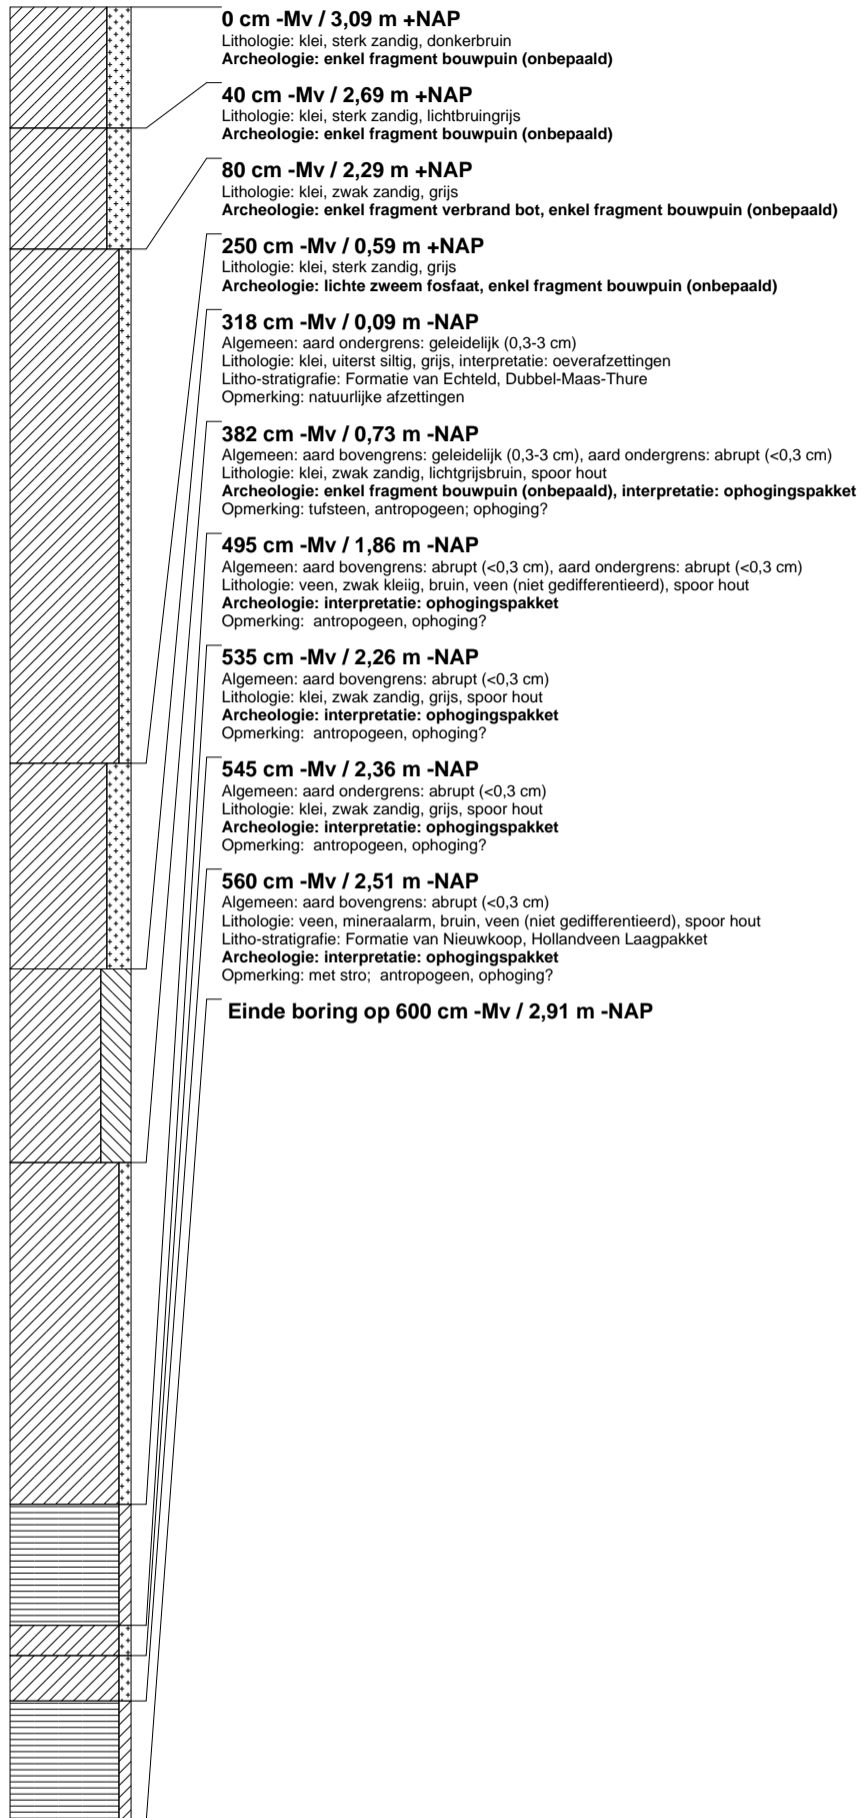 0 cm -Mv / 3,09 m +NAP
Lithologie: klei, sterk zandig, donkerbruin
Archeologie: enkel fragment bouwpuin (onbepaald)
40 cm -Mv / 2,69 m +NAP
Lithologie: klei, sterk zandig, lichtbruingrijs
Archeologie: enkel fragment bouwpuin (onbepaald)
80 cm -Mv / 2,29 m +NAP
Lithologie: klei, zwak zandig, grijs
Archeologie: enkel fragment verbrand bot, enkel fragment bouwpuin (onbepaald)
250 cm -Mv / 0,59 m +NAP
Lithologie: klei, sterk zandig, grijs
Archeologie: lichte zweem fosfaat, enkel fragment bouwpuin (onbepaald)
318 cm -Mv / 0,09 m -NAP
Algemeen: aard ondergrens: geleidelijk (0,3-3 cm)
Lithologie: klei, uiterst siltig, grijs, interpretatie: oeverafzettingen
Litho-stratigrafie: Formatie van Echteld, Dubbel-Maas-Thure
Opmerking: natuurlijke afzettingen
382 cm -Mv / 0,73 m -NAP
Algemeen: aard bovengrens: geleidelijk (0,3-3 cm), aard ondergrens: abrupt (<0,3 cm)
Lithologie: klei, zwak zandig, lichtgrijsbruin, spoor hout
Archeologie: enkel fragment bouwpuin (onbepaald), interpretatie: ophogingspakket
Opmerking: tufsteen, antropogeen; ophoging?
495 cm -Mv / 1,86 m -NAP
Algemeen: aard bovengrens: abrupt (<0,3 cm), aard ondergrens: abrupt (<0,3 cm)
Lithologie: veen, zwak kleiig, bruin, veen (niet gedifferentieerd), spoor hout
Archeologie: interpretatie: ophogingspakket
Opmerking: antropogeen, ophoging?
535 cm -Mv / 2,26 m -NAP
Algemeen: aard bovengrens: abrupt (<0,3 cm)
Lithologie: klei, zwak zandig, grijs, spoor hout
Archeologie: interpretatie: ophogingspakket
Opmerking: antropogeen, ophoging?
545 cm -Mv / 2,36 m -NAP
Algemeen: aard ondergrens: abrupt (<0,3 cm)
Lithologie: klei, zwak zandig, grijs, spoor hout
Archeologie: interpretatie: ophogingspakket
Opmerking: antropogeen, ophoging?
560 cm -Mv / 2,51 m -NAP
Algemeen: aard bovengrens: abrupt (<0,3 cm)
Lithologie: veen, mineraalarm, bruin, veen (niet gedifferentieerd), spoor hout
Litho-stratigrafie: Formatie van Nieuwkoop, Hollandveen Laagpakket
Archeologie: interpretatie: ophogingspakket
Opmerking: met stro; antropogeen, ophoging?
Einde boring op 600 cm -Mv / 2,91 m -NAP